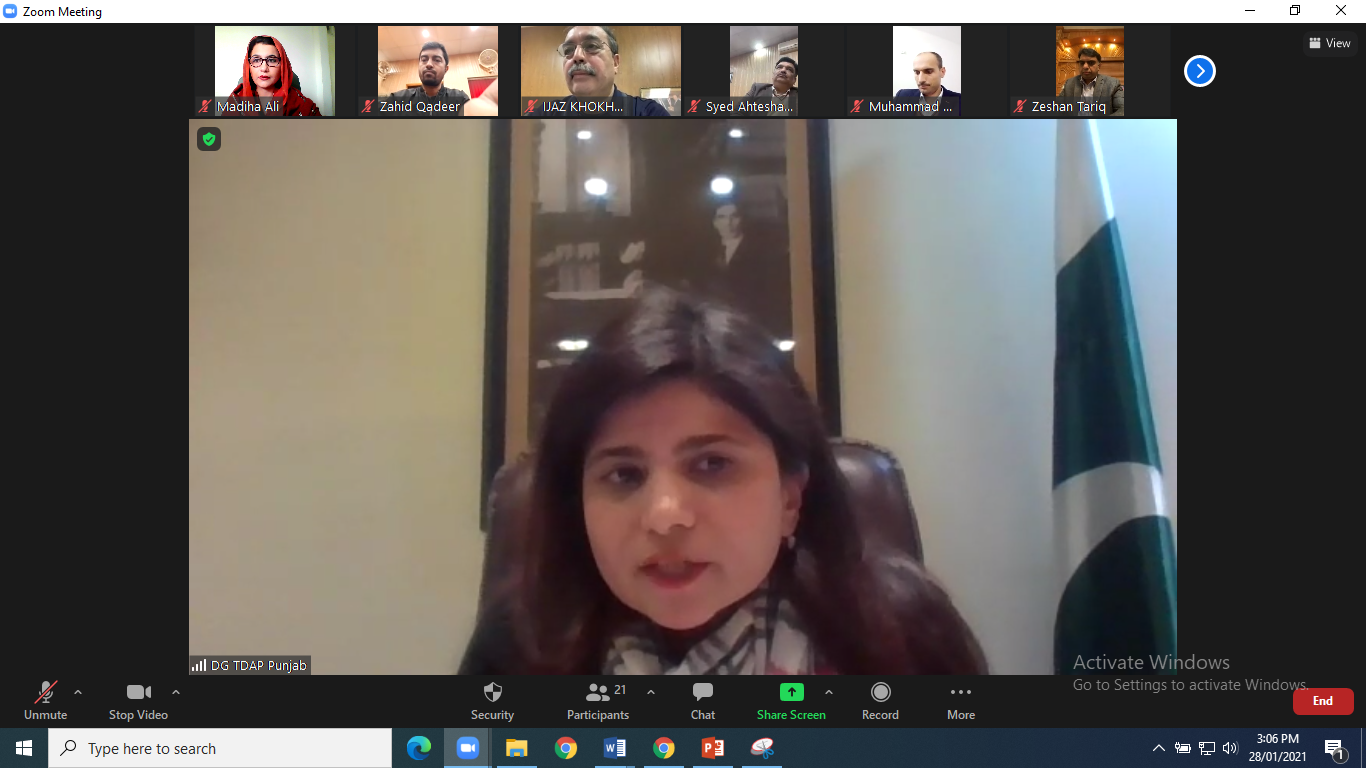 Zoom Meeting
View
Madiha Ali
Zahid Qadeer
IJAZ KHOKH...
Syed Ahtesha...
Muhammad ...
Zeshan Tariq
DG TDAP Punjab
Activate Windows
Go to Settings to activate Windows.
Unmute
Stop Video
Security
21
Participants
Chat
Share Screen
Record
More
End
Type here to search
3:06 PM
28/01/2021
1